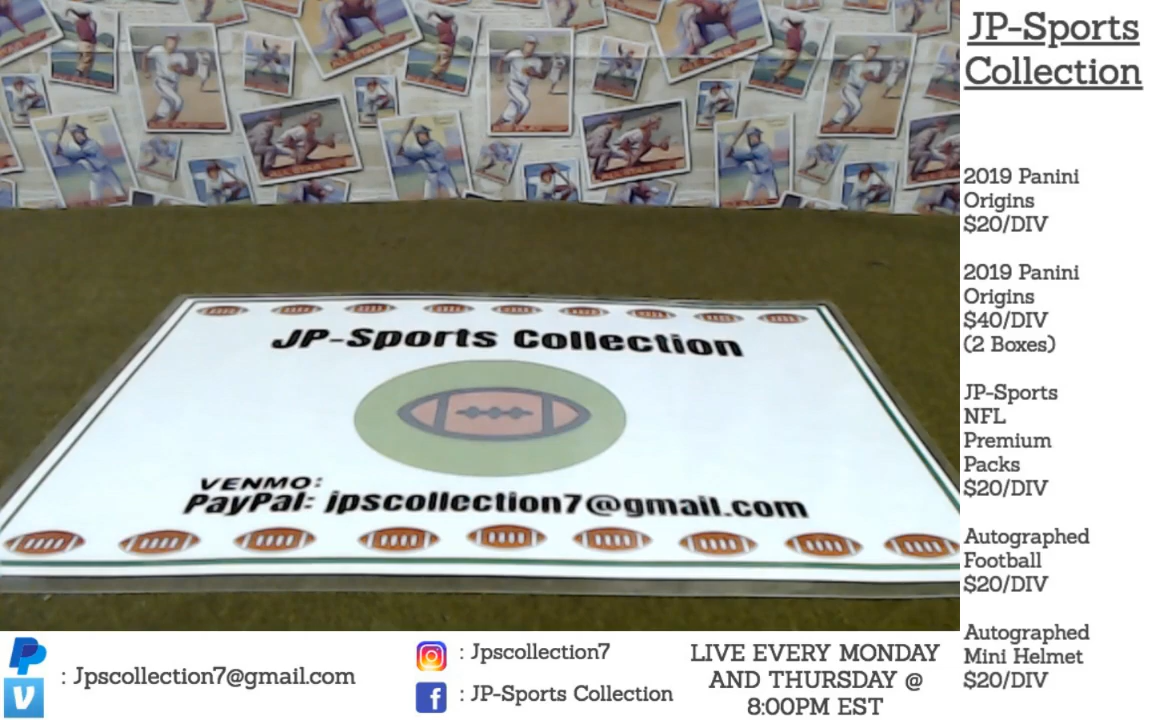 JP-Sports
Collection
2019 Panini
Origins
$20/DIV
2019 Panini
Origins
$40/DIV
(2 Boxes)
JP-Sports
NFL
Premium
Packs
$20/DIV
Autographed
Football
$20/DIV
Autographed
Mini Helmet
$20/DIV
JP-Sports Collection
VENMO:
PayPal: jpscollection7@gmail.com
: Jpscollection7@gmail.com
: Jpscollection7
: JP-Sports Collection
LIVE EVERY MONDAY
AND THURSDAY @
8:00PM EST